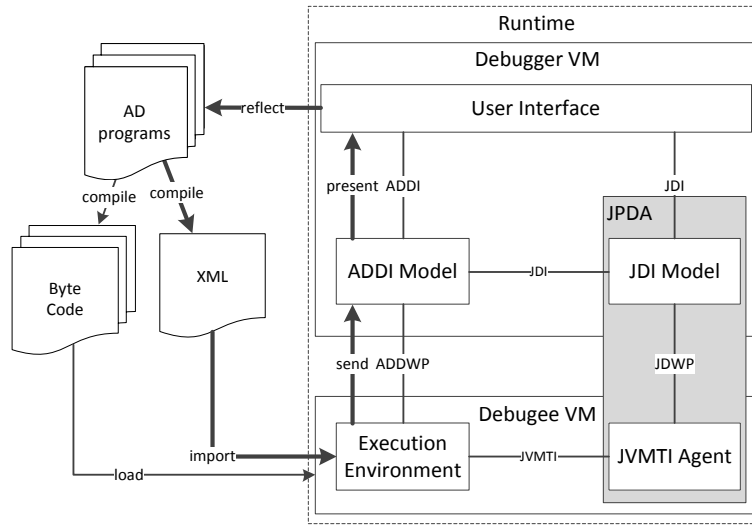 Runtime
Debugger VM
AD
programs
reflect
User Interface
compile
compile
present
ADDI
JDI
JPDA
Byte
Code
XML
ADDI Model
JDI
JDI Model
send
ADDWP
JDWP
Debugee VM
import
Execution
Environment
JVMTI
JVMTI Agent
load